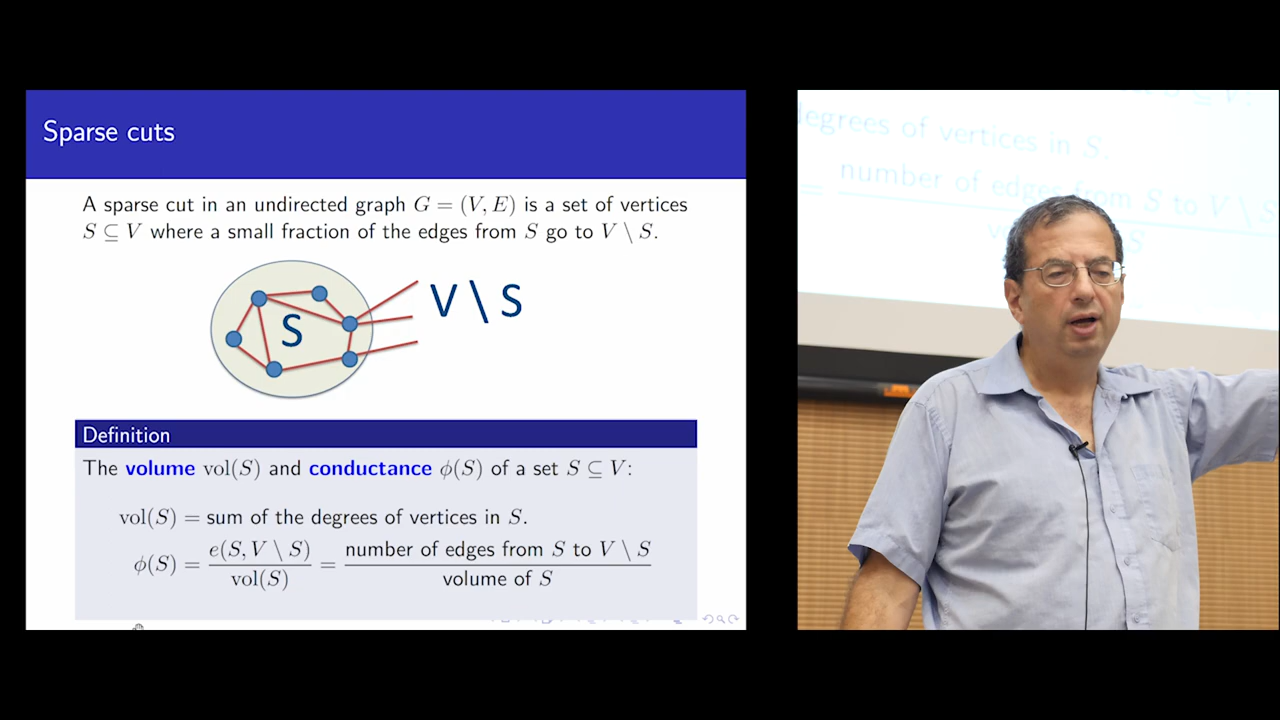 Sparse cuts
A sparse cut in an undirected graph G = (V, E) is a set of vertices
S ⊆ V where a small fraction of the edges from S go to V \ S.
S
V \ S
Definition
The volume vol(S) and conductance ϕ(S) of a set S ⊆ V:
vol(S) = sum of the degrees of vertices in S.
ϕ(S) = e(S, V \ S) / vol(S) = number of edges from S to V \ S / volume of S
degrees of vertices in S.
= number of edges from S to V \ S
S